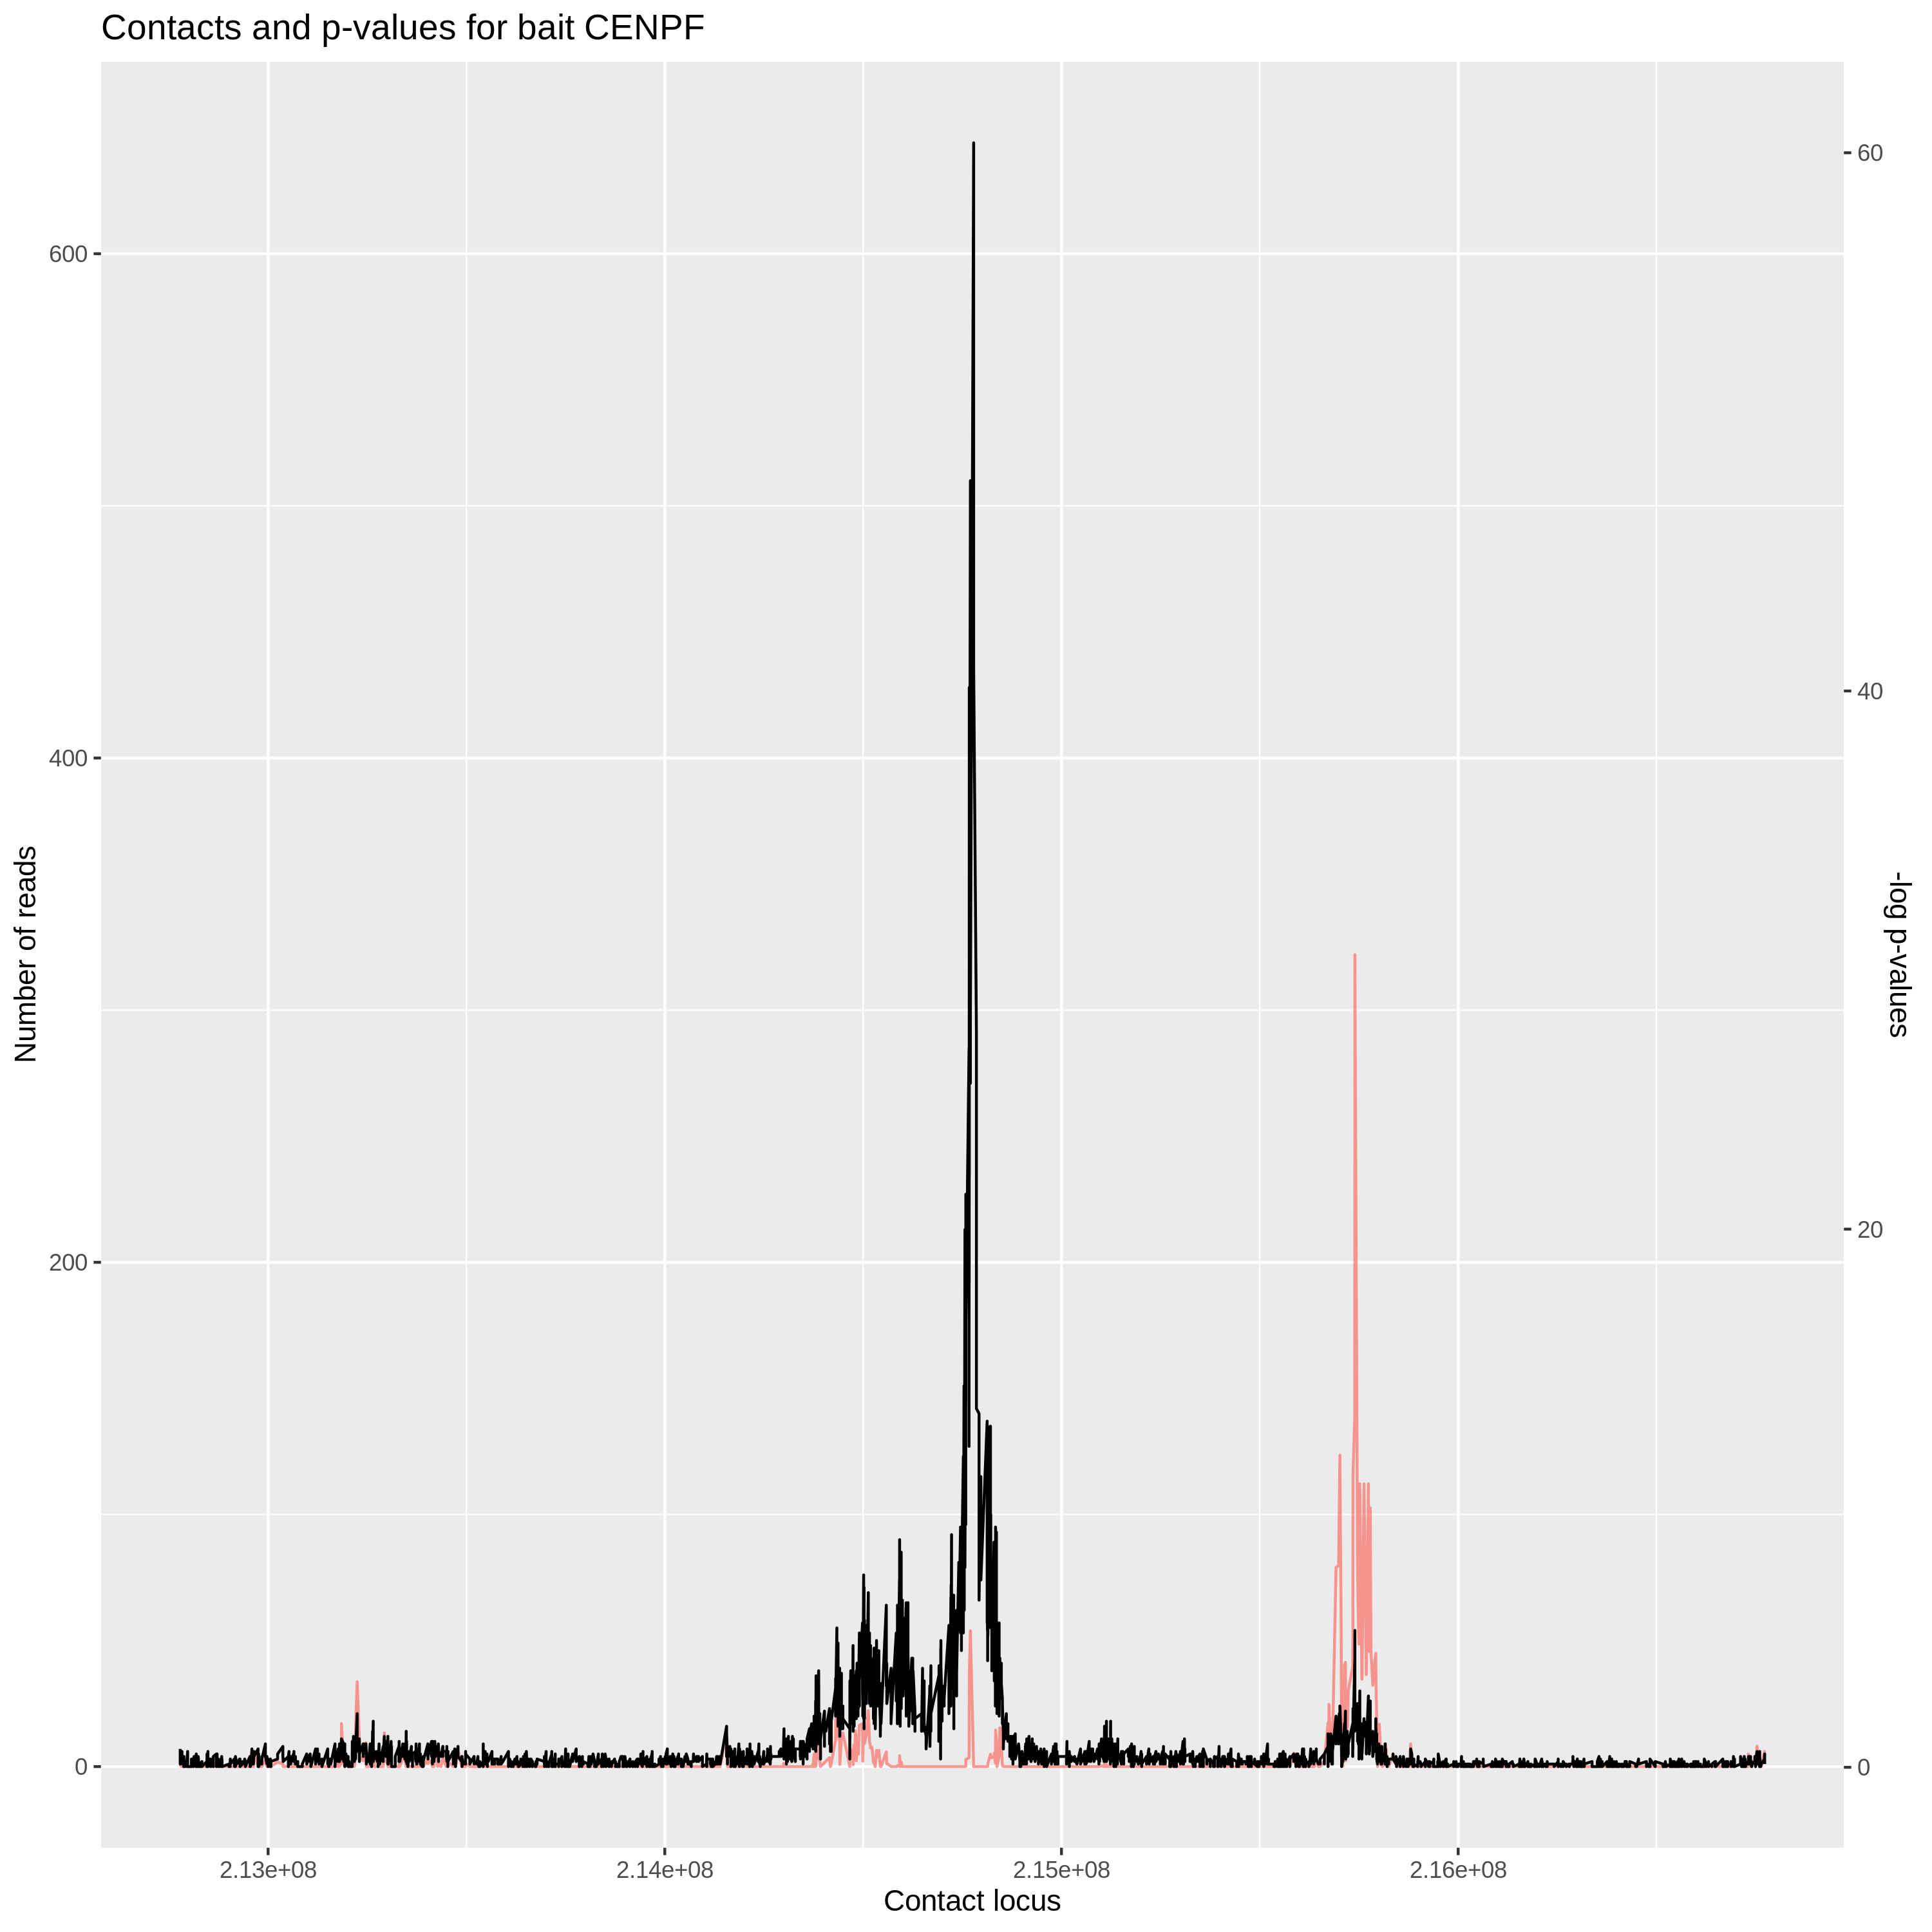 Contacts and p-values for bait CENPF
60
600
40
400
Number of reads
-log p-values
20
200
0
0
2.13e+08 2.14e+08 2.15e+08 2.16e+08
Contact locus